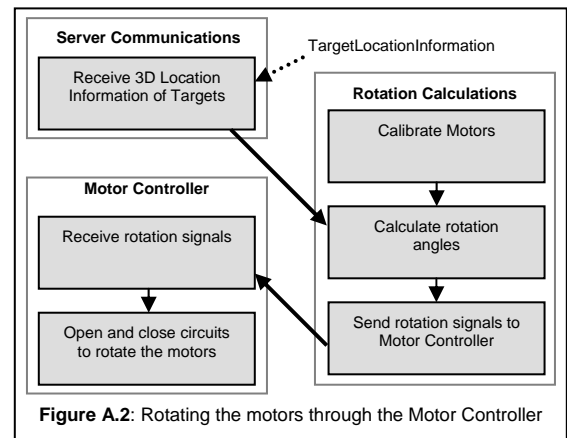 Server Communications
Receive 3D Location
Information of Targets
TargetLocationInformation
Rotation Calculations
Calibrate Motors
Calculate rotation
angles
Send rotation signals to
Motor Controller
Motor Controller
Receive rotation signals
Open and close circuits
to rotate the motors
Figure A.2: Rotating the motors through the Motor Controller